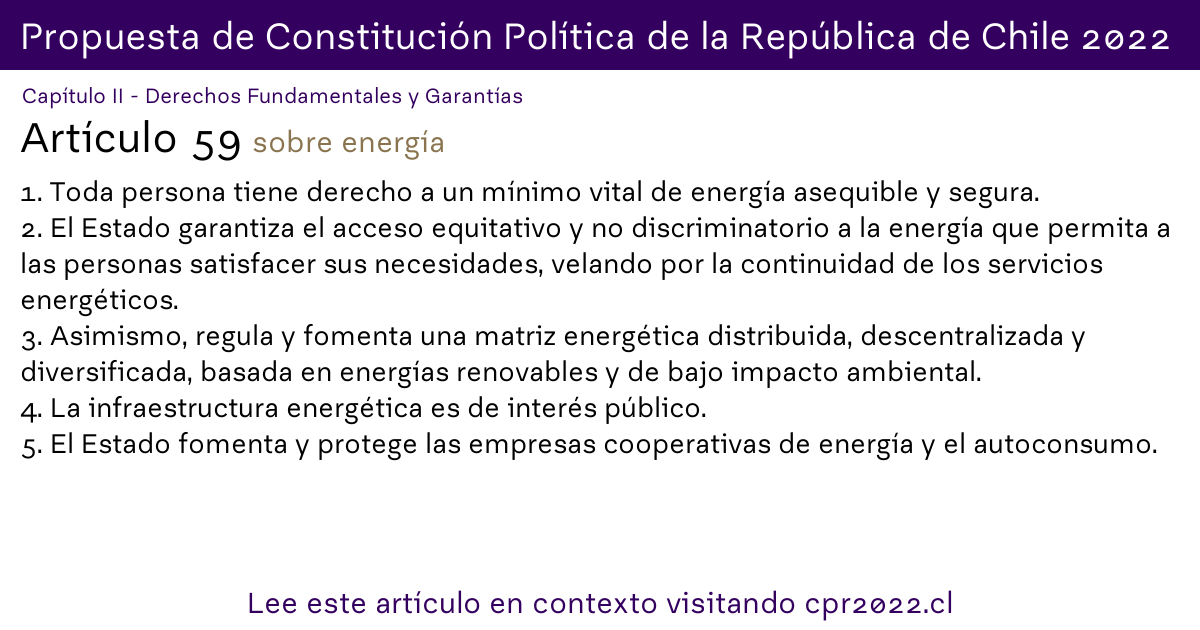 Propuesta de Constitución Política de la República de Chile 2022
Capítulo II - Derechos Fundamentales y Garantías
Artículo 59 sobre energía
1. Toda persona tiene derecho a un mínimo vital de energía asequible y segura.
2. El Estado garantiza el acceso equitativo y no discriminatorio a la energía que permita a
las personas satisfacer sus necesidades, velando por la continuidad de los servicios
energéticos.
3. Asimismo, regula y fomenta una matriz energética distribuida, descentralizada y
diversificada, basada en energías renovables y de bajo impacto ambiental.
4. La infraestructura energética es de interés público.
5. El Estado fomenta y protege las empresas cooperativas de energía y el autoconsumo.
Lee este artículo en contexto visitando cpr2022.cl